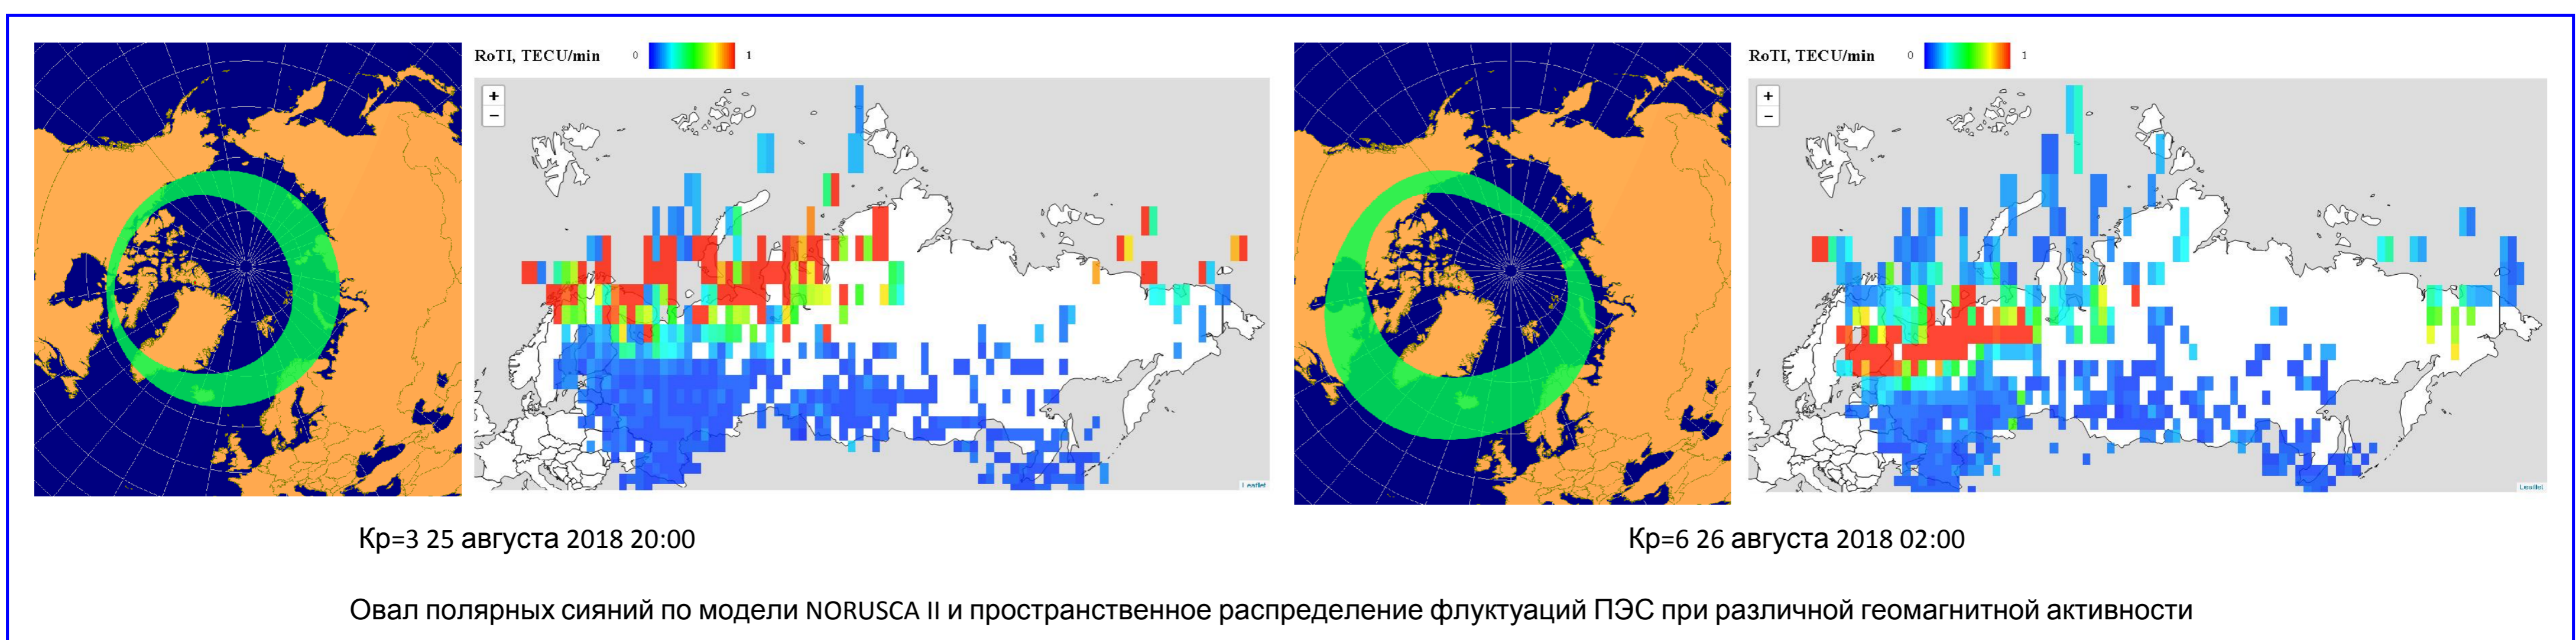 RoTI, TECU/min 0 1
+
−
Leaflet
RoTI, TECU/min 0 1
+
−
Leaflet
Кр=3 25 августа 2018 20:00
Кр=6 26 августа 2018 02:00
Овал полярных сияний по модели NORUSCA II и пространственное распределение флуктуаций ПЭС при различной геомагнитной активности